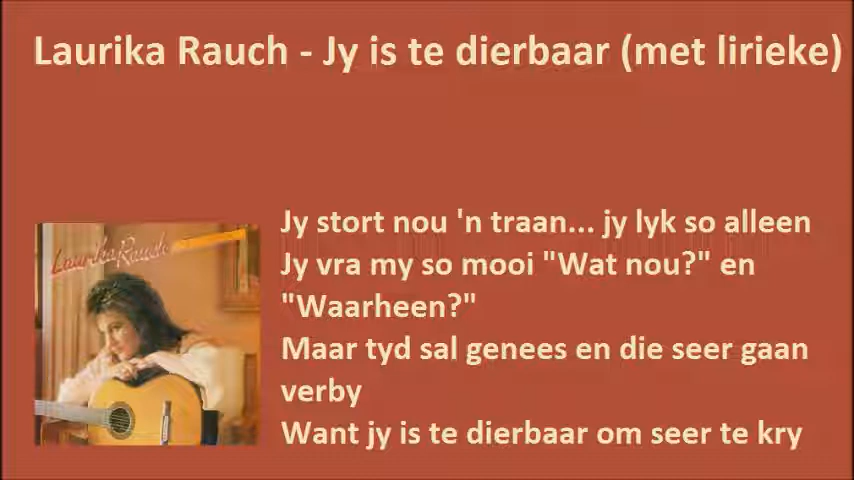 Laurika Rauch - Jy is te dierbaar (met lirieke)
Laurika Rauch
Jy stort nou 'n traan... jy lyk so alleen
Jy vra my so mooi "Wat nou?" en
"Waarheen?"
Maar tyd sal genees en die seer gaan
verby
Want jy is te dierbaar om seer te kry